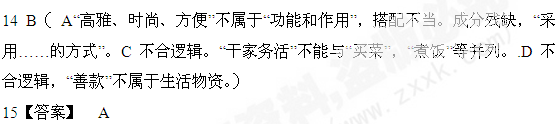 14 B（ A“高雅、时尚、方便”不属于“功能和作用”，搭配不当。成分残缺，“采
用……的方式”。C 不合逻辑。“干家务活”不能与“买菜”，“煮饭”等并列。.D 不
合逻辑，“善款”不属于生活物资。）
15【答案】 A